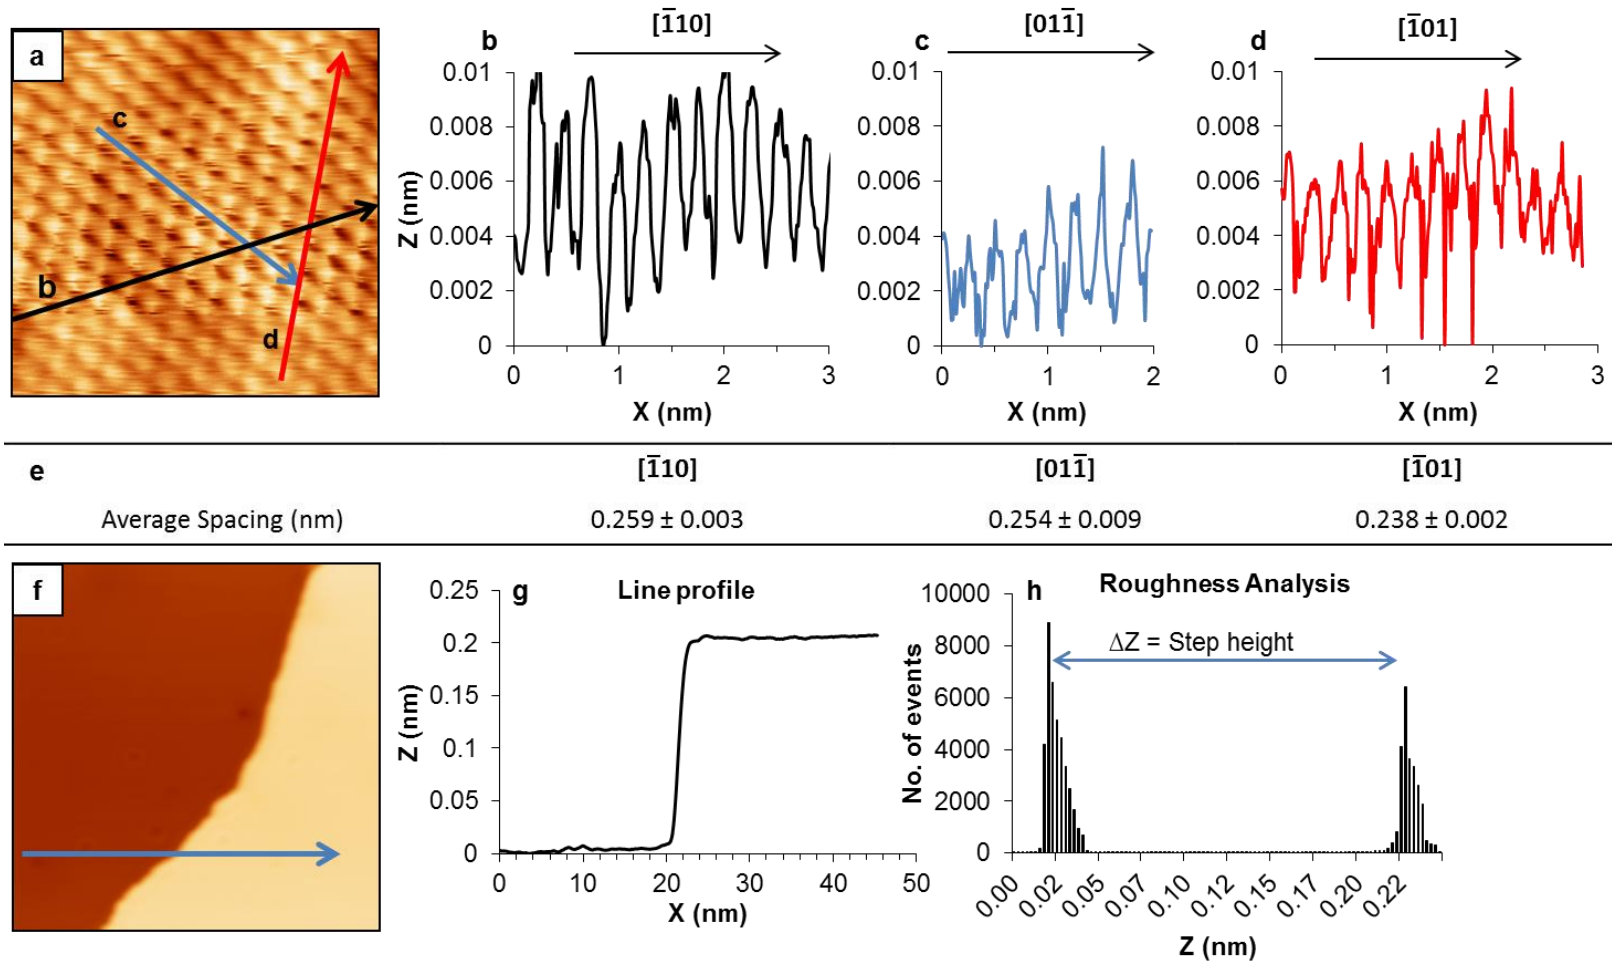 a
c
b
d
b
[1̅10]
0.01
0.008
0.006
0.004
0.002
0
Z (nm)
0 1 2 3
X (nm)
c
[011̅]
0.01
0.008
0.006
0.004
0.002
0
0 1 2
X (nm)
d
[1̅01]
0.01
0.008
0.006
0.004
0.002
0
0 1 2 3
X (nm)
e [1̅10] [011̅] [1̅01]
Average Spacing (nm) 0.259 ± 0.003 0.254 ± 0.009 0.238 ± 0.002
f
g Line profile
0.25
0.2
0.15
0.1
0.05
0
Z (nm)
0 10 20 30 40 50
X (nm)
h Roughness Analysis
ΔZ = Step height
10000
8000
6000
4000
2000
0
No. of events
0.00 0.02 0.05 0.07 0.10 0.12 0.15 0.17 0.20 0.22
Z (nm)